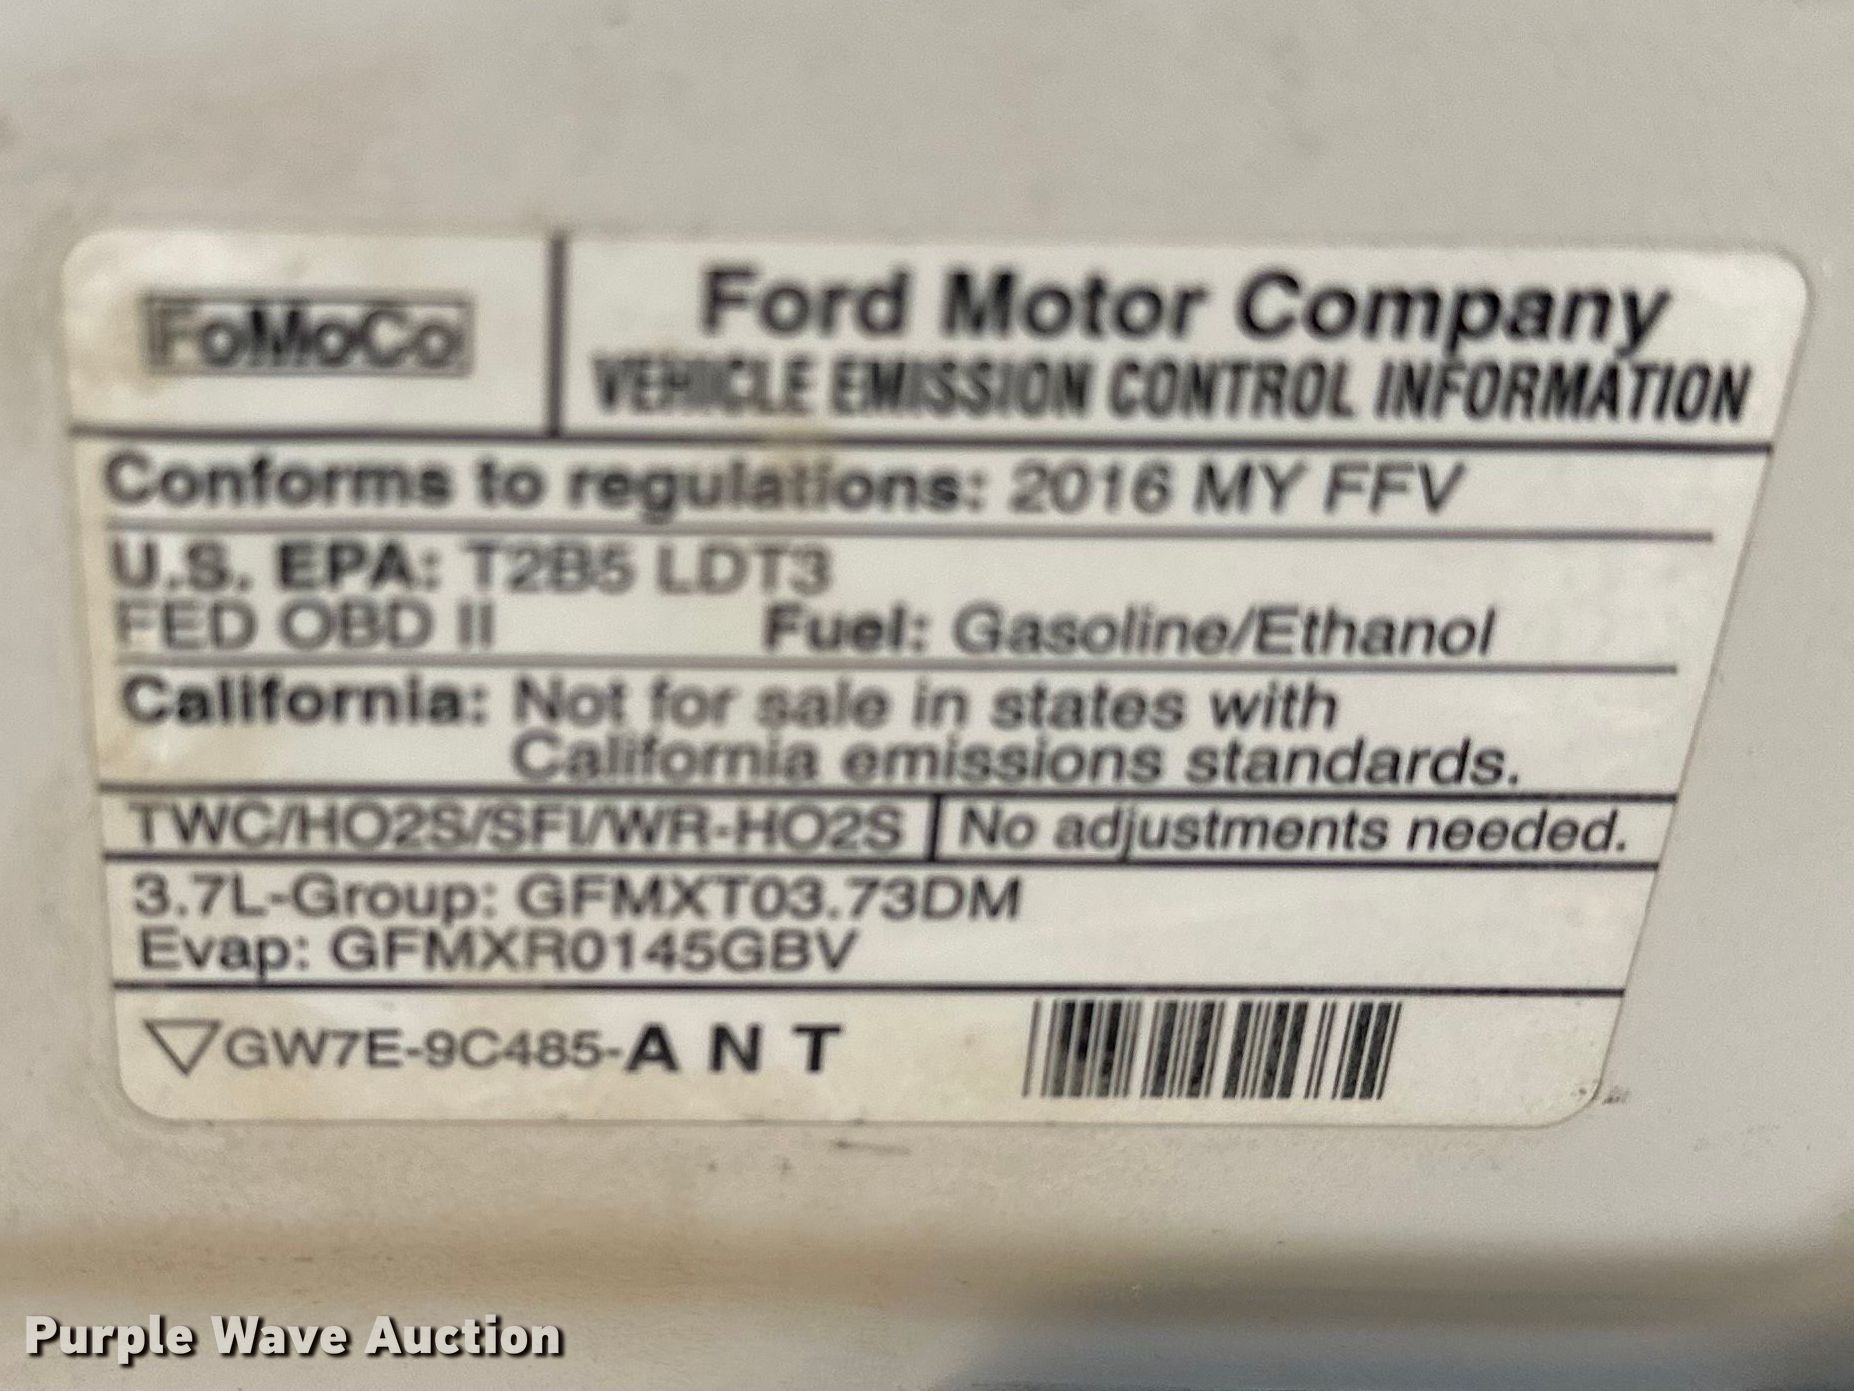 FoMoCo
Ford Motor Company
VEHICLE EMISSION CONTROL INFORMATION
Conforms to regulations: 2016 MY FFV
U.S. EPA: T2B5 LDT3
FED OBD II Fuel: Gasoline/Ethanol
California: Not for sale in states with
California emissions standards.
TWC/HO2S/SFI/WR-HO2S No adjustments needed.
3.7L-Group: GFMXT03.73DM
Evap: GFMXR0145GBV
▽GW7E-9C485-A N T
Purple Wave Auction